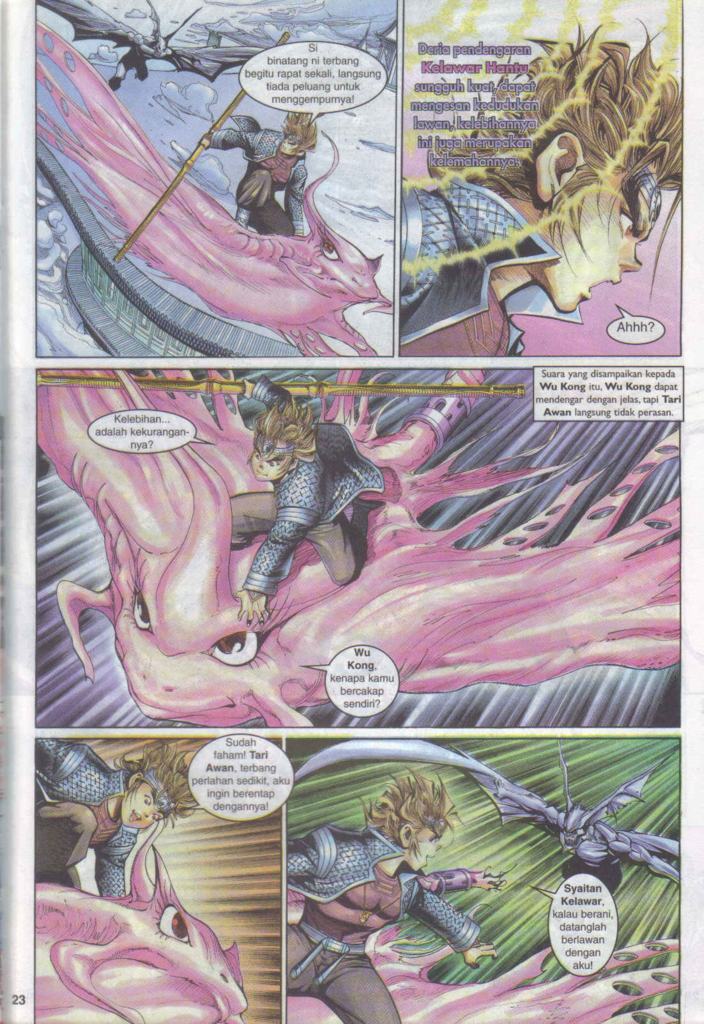 Si
binatang ni terbang
begitu rapat sekali, langsung
tiada peluang untuk
menggempurnya!
Deria pendengaran
Kelawar Hantu
sungguh kuat, dapat
mengesan kedudukan
lawan, kelebihannya
ini juga merupakan
kelemahannya.
Ahhh?
Suara yang disampaikan kepada
Wu Kong itu, Wu Kong dapat
mendengar dengan jelas, tapi Tari
Awan langsung tidak perasan.
Kelebihan...
adalah kekurangan-
nya?
Wu
Kong,
kenapa kamu
bercakap
sendiri?
Sudah
faham! Tari
Awan, terbang
perlahan sedikit, aku
ingin berentap
dengannya!
Syaitan
Kelawar,
kalau berani,
datanglah
berlawan
dengan
aku!
23